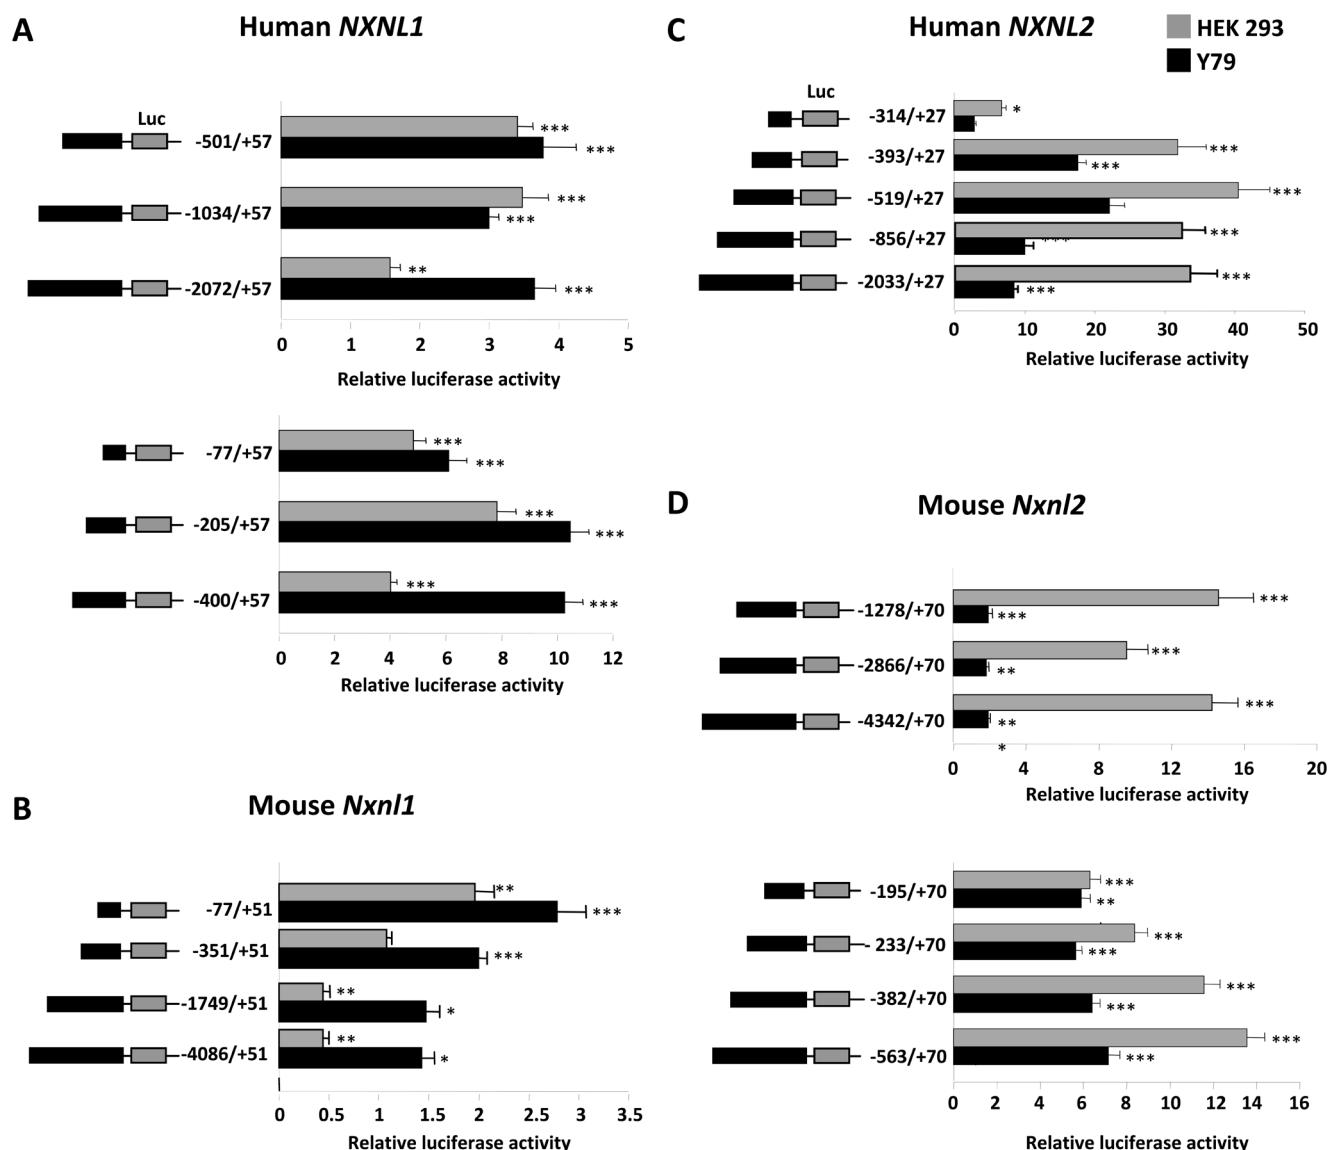 A
Human NXNL1
Luc
-501/+57
***
***
-1034/+57
***
***
-2072/+57
**
***
0 1 2 3 4 5
Relative luciferase activity
-77/+57
***
***
-205/+57
***
***
-400/+57
***
***
0 2 4 6 8 10 12
Relative luciferase activity
B
Mouse Nxnl1
-77/+51
**
***
-351/+51
***
-1749/+51
**
*
-4086/+51
**
*
0 0.5 1 1.5 2 2.5 3 3.5
Relative luciferase activity
C
Human NXNL2
HEK 293
Y79
Luc
-314/+27
*
-393/+27
***
***
-519/+27
***
-856/+27
***
-2033/+27
***
***
0 10 20 30 40 50
Relative luciferase activity
D
Mouse Nxnl2
-1278/+70
***
***
-2866/+70
***
**
-4342/+70
***
**
*
0 4 8 12 16 20
Relative luciferase activity
-195/+70
***
**
- 233/+70
***
***
-382/+70
***
***
-563/+70
***
***
0 2 4 6 8 10 12 14 16
Relative luciferase activity